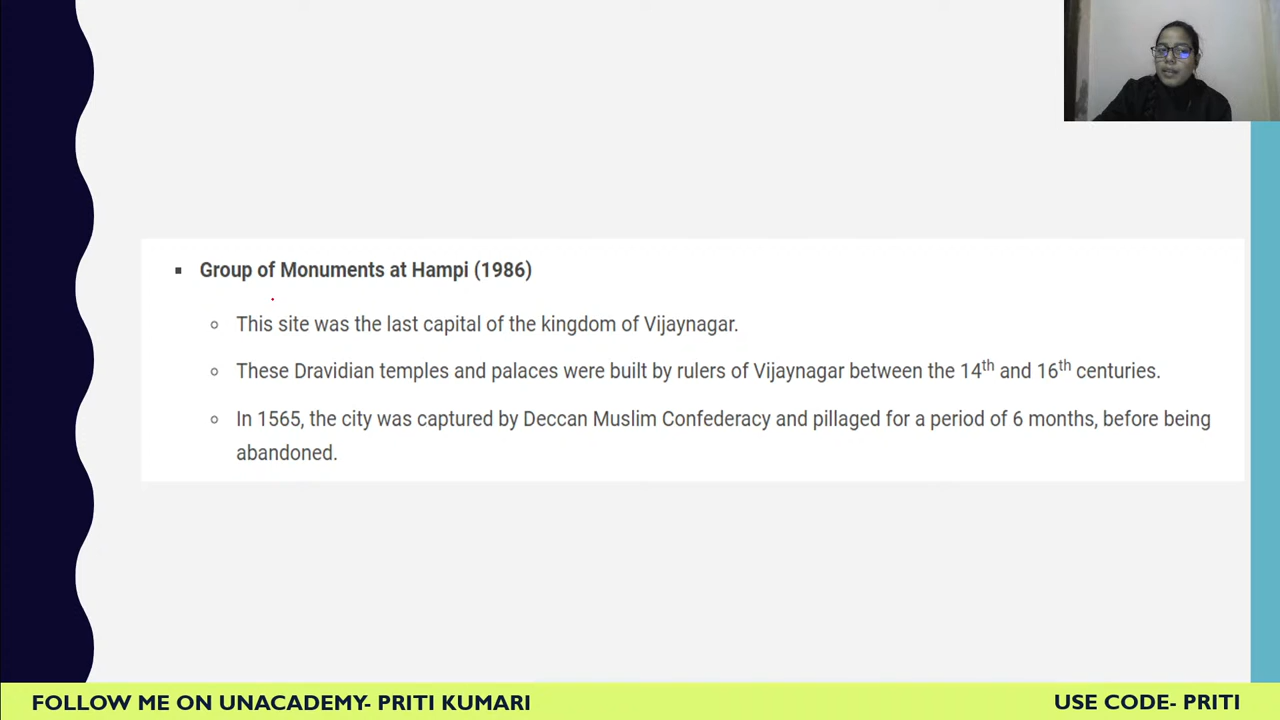 Group of Monuments at Hampi (1986)
This site was the last capital of the kingdom of Vijaynagar.
These Dravidian temples and palaces were built by rulers of Vijaynagar between the 14th and 16th centuries.
In 1565, the city was captured by Deccan Muslim Confederacy and pillaged for a period of 6 months, before being
abandoned.
FOLLOW ME ON UNACADEMY- PRITI KUMARI
USE CODE- PRITI